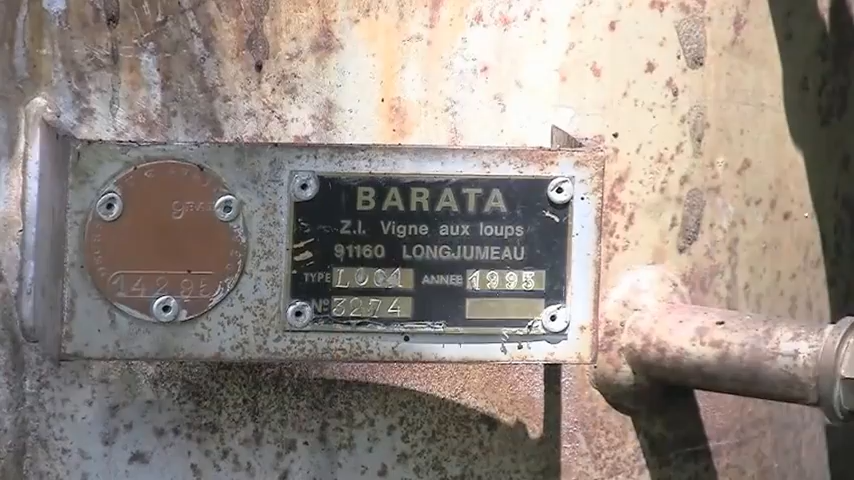 BARATA
Z.I. Vigne aux loups
91160 LONGJUMEAU
TYPE LOC1 ANNEE 1995
N° 3274
14295